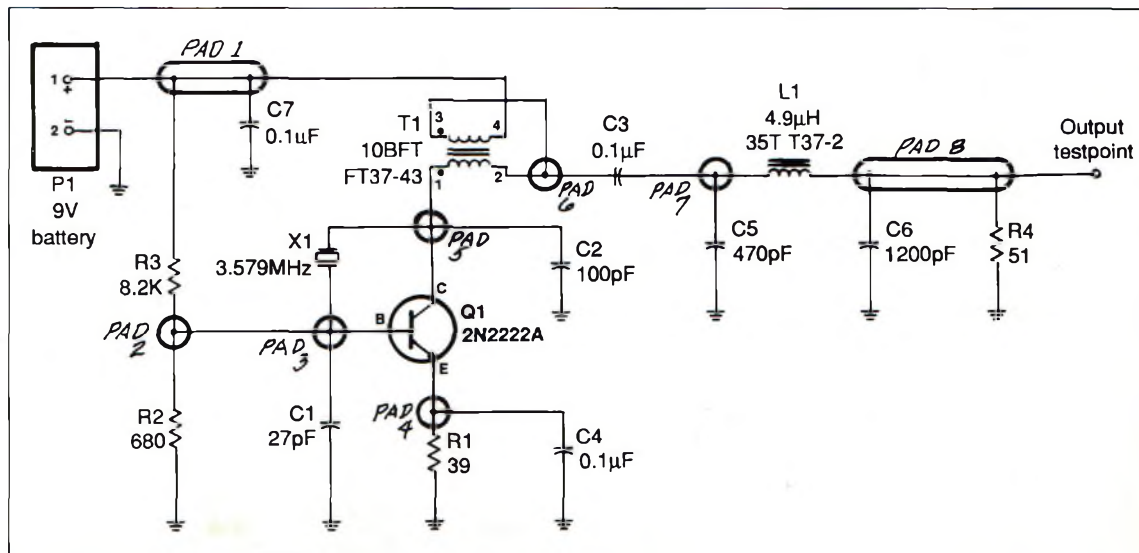 PAD 1
1
+
2
-
P1
9V
battery
C7
0.1µF
T1
10BFT
FT37-43
3
4
1
2
PAD
6
C3
0.1µF
PAD
7
L1
4.9µH
35T T37-2
PAD 8
Output
testpoint
C5
470pF
C6
1200pF
R4
51
X1
3.579MHz
PAD
5
C2
100pF
R3
8.2K
PAD
2
PAD
3
B
C
E
Q1
2N2222A
PAD
4
R2
680
C1
27pF
R1
39
C4
0.1µF